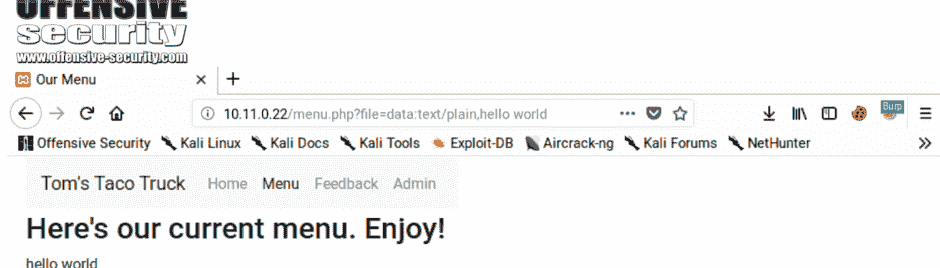 OFFENSIVE
security
www.offensive-security.com
Our Menu
10.11.0.22/menu.php?file=data:text/plain,hello world
Burp
Offensive Security Kali Linux Kali Docs Kali Tools Exploit-DB Aircrack-ng Kali Forums NetHunter
Tom's Taco Truck Home Menu Feedback Admin
Here's our current menu. Enjoy!
hello world